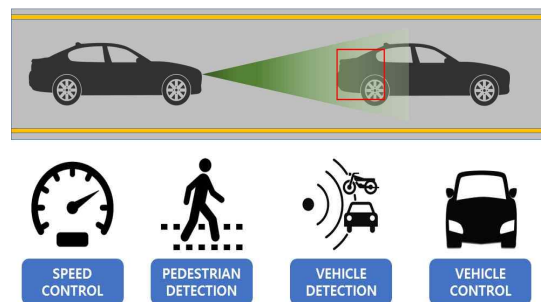 SPEED
CONTROL
PEDESTRIAN
DETECTION
VEHICLE
DETECTION
VEHICLE
CONTROL